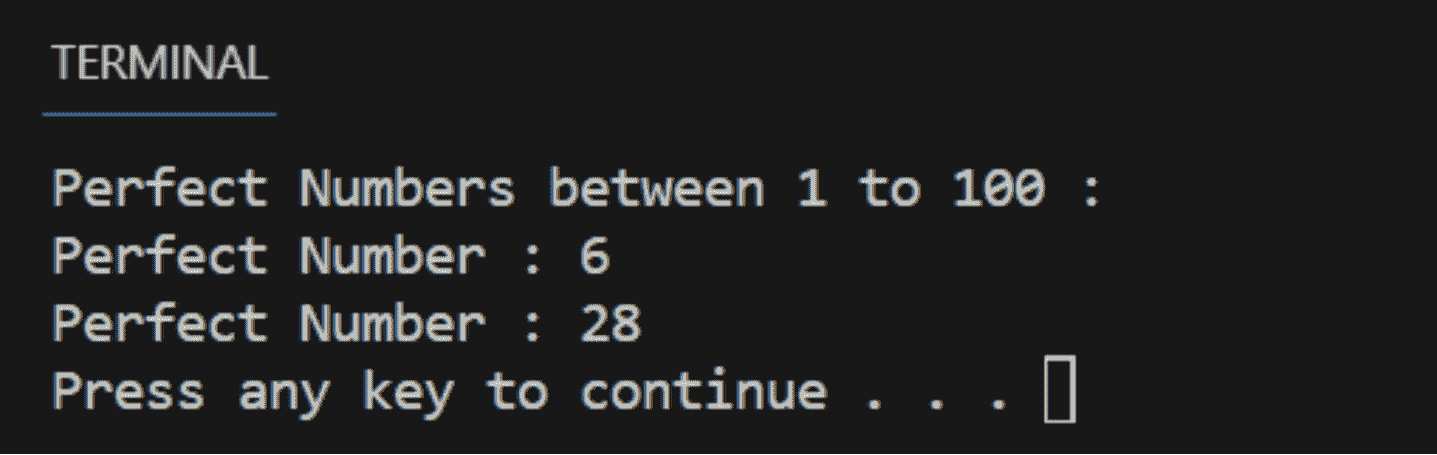 TERMINAL
Perfect Numbers between 1 to 100 :
Perfect Number : 6
Perfect Number : 28
Press any key to continue . . .